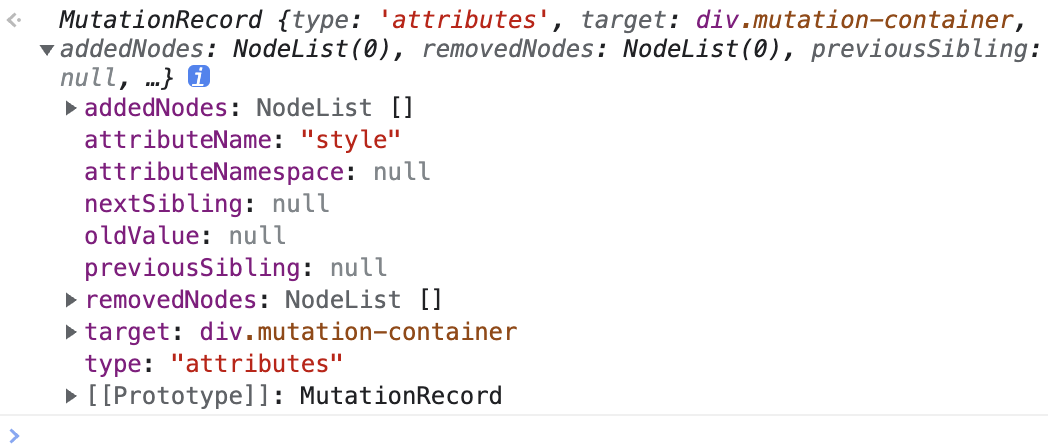 MutationRecord {type: 'attributes', target: div.mutation-container,
addedNodes: NodeList(0), removedNodes: NodeList(0), previousSibling:
null, …} i
addedNodes: NodeList []
attributeName: "style"
attributeNamespace: null
nextSibling: null
oldValue: null
previousSibling: null
removedNodes: NodeList []
target: div.mutation-container
type: "attributes"
[[Prototype]]: MutationRecord